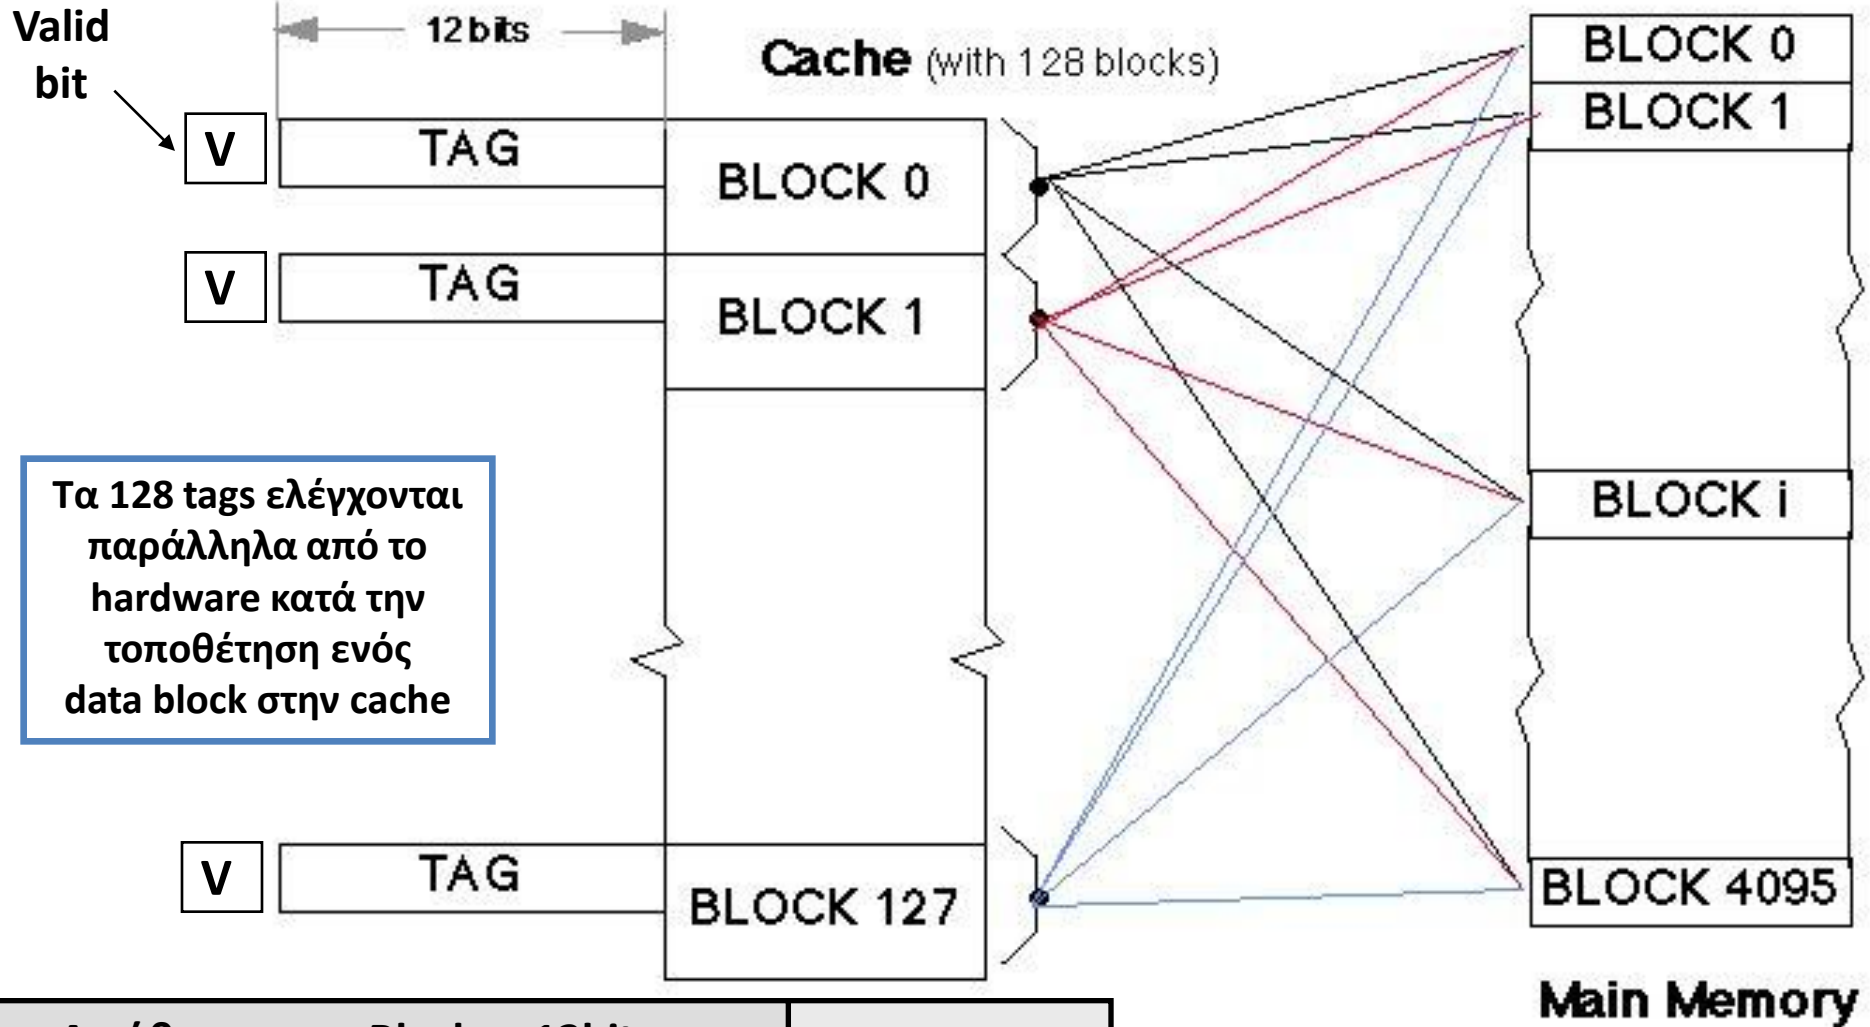 Valid
bit
12 bits
Cache (with 128 blocks)
BLOCK 0
BLOCK 1
V
TAG
BLOCK 0
V
TAG
BLOCK 1
Τα 128 tags ελέγχονται
παράλληλα από το
hardware κατά την
τοποθέτηση ενός
data block στην cache
BLOCK i
V
TAG
BLOCK 127
BLOCK 4095
Main Memory